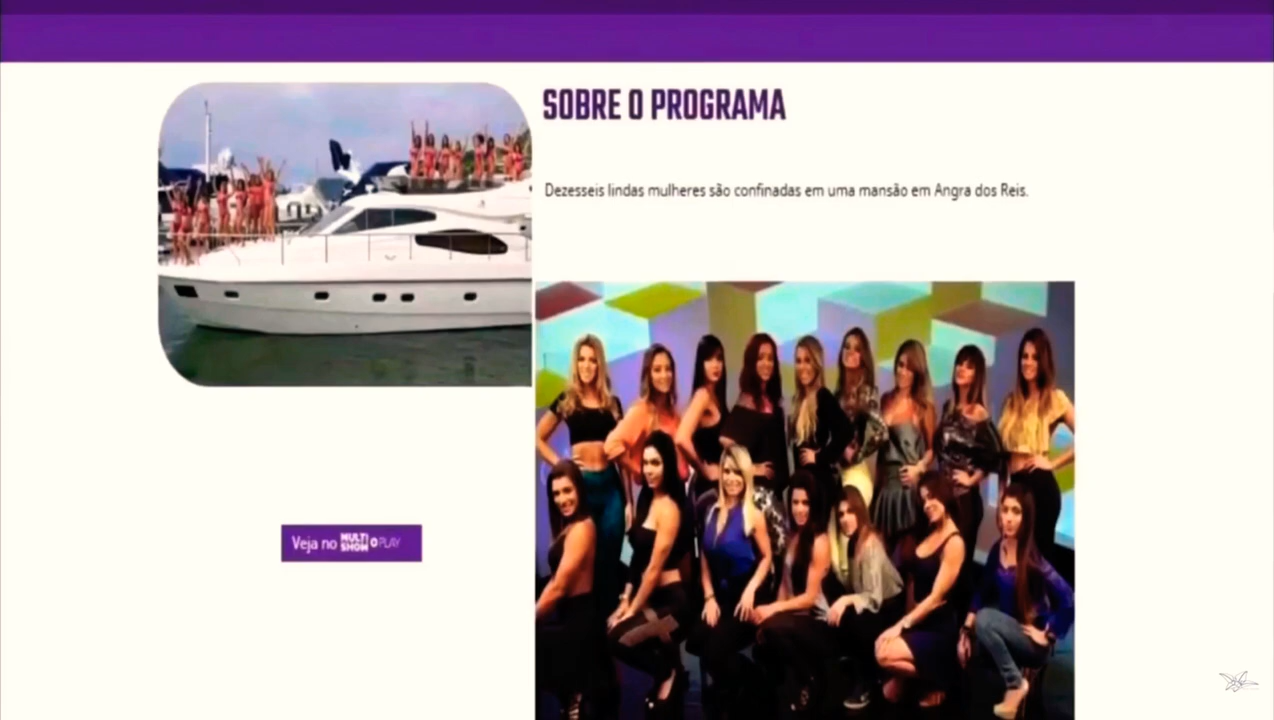 SOBRE O PROGRAMA
Dezesseis lindas mulheres são confinadas em uma mansão em Angra dos Reis.
Veja no MULTI SHOW PLAY